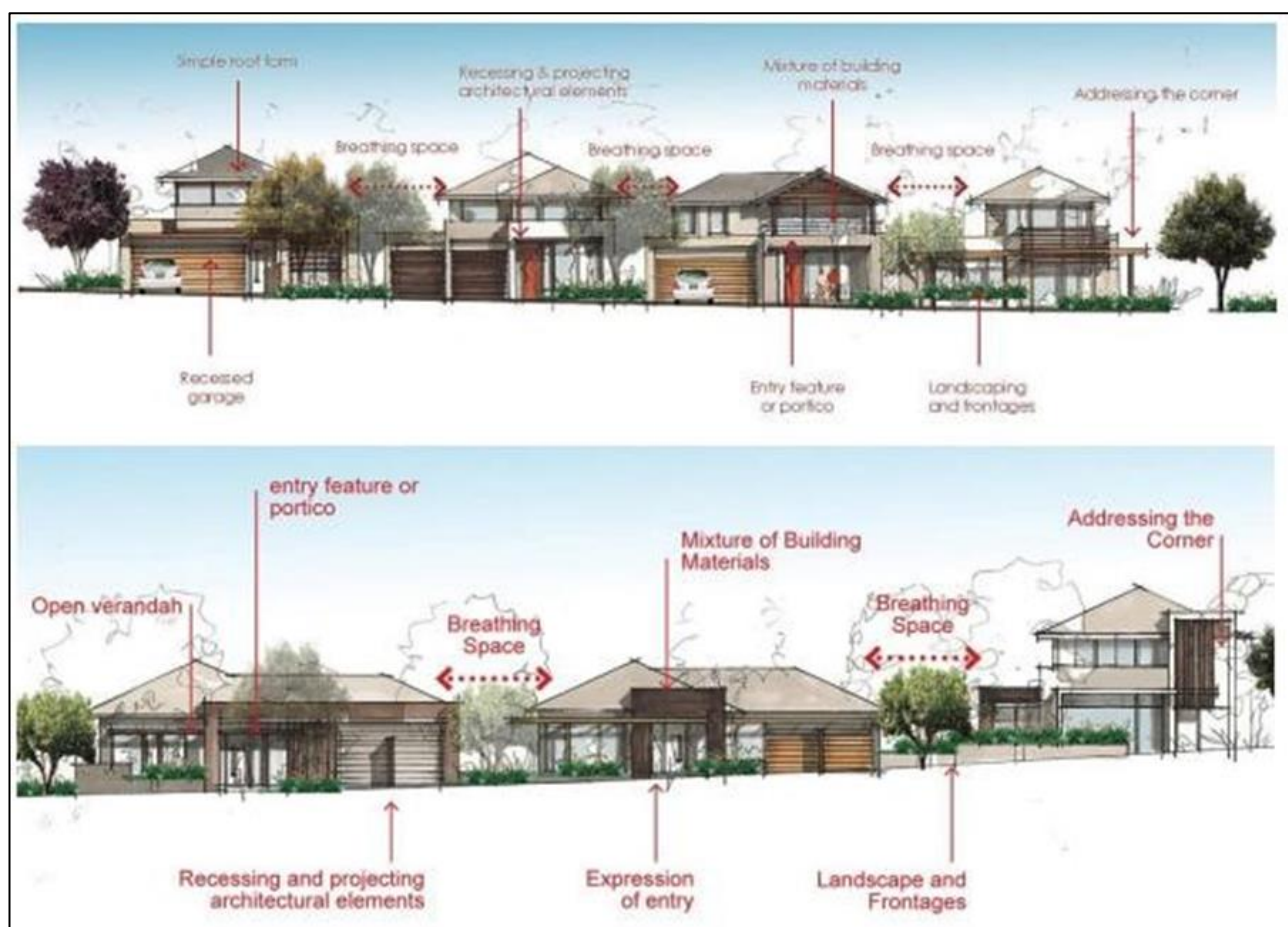 Simple roof form
Recessing & projecting
architectural elements
Mixture of building
materials
Addressing the corner
Breathing space
Breathing space
Breathing space
Recessed
garage
Entry feature
or portico
Landscaping
and frontages
entry feature or
portico
Addressing the
Corner
Mixture of Building
Materials
Open verandah
Breathing
Space
Breathing
Space
Recessing and projecting
architectural elements
Expression
of entry
Landscape and
Frontages